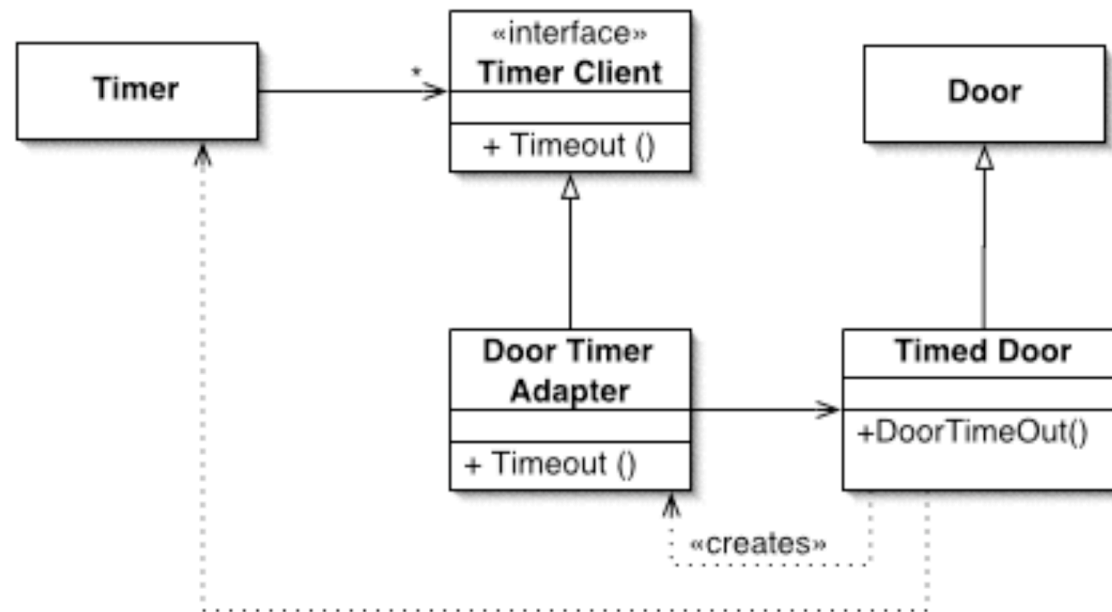 Timer
*
«interface»
Timer Client
+ Timeout ()
Door
Door Timer
Adapter
+ Timeout ()
Timed Door
+DoorTimeOut()
«creates»